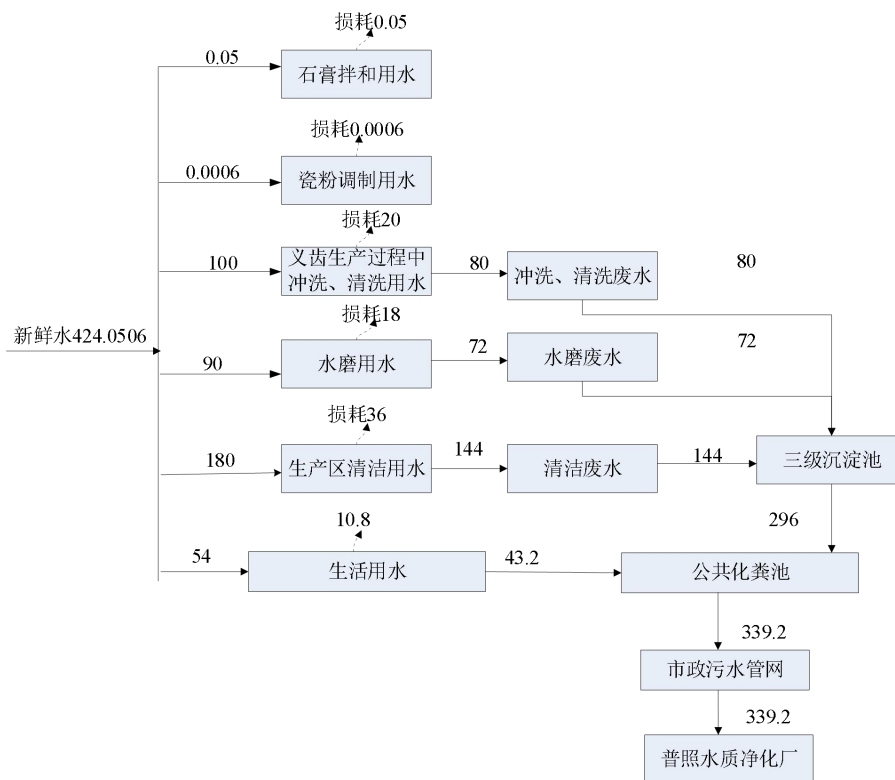 损耗0.05
0.05
石膏拌和用水
损耗0.0006
0.0006
瓷粉调制用水
损耗20
100
义齿生产过程中
冲洗、清洗用水
80
冲洗、清洗废水
80
新鲜水424.0506
损耗18
90
水磨用水
72
水磨废水
72
损耗36
180
生产区清洁用水
144
清洁废水
144
三级沉淀池
296
10.8
54
生活用水
43.2
公共化粪池
339.2
市政污水管网
339.2
普照水质净化厂